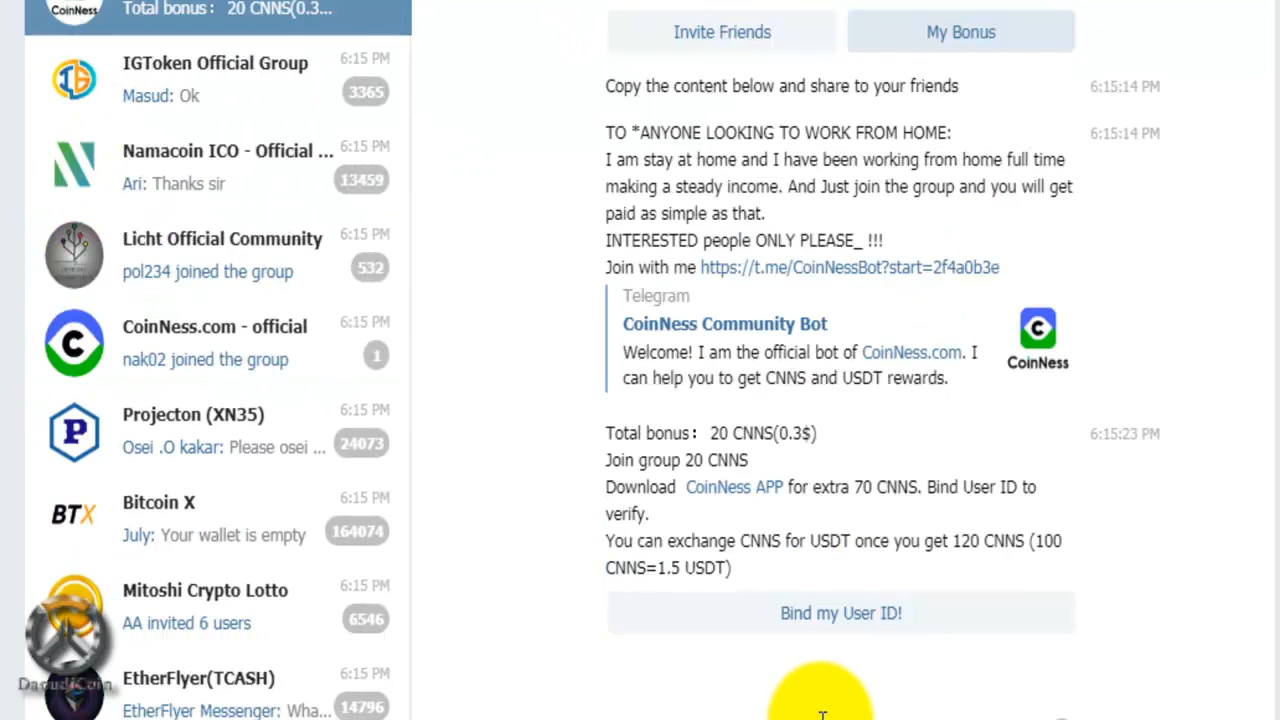 CoinNess
Total bonus： 20 CNNS(0.3...
IGToken Official Group
6:15 PM
Masud: Ok
3365
Namacoin ICO - Official ...
6:15 PM
Ari: Thanks sir
13459
Licht Official Community
6:15 PM
pol234 joined the group
532
CoinNess.com - official
6:15 PM
nak02 joined the group
1
Projecton (XN35)
6:15 PM
Osei .O kakar: Please osei ...
24073
BTX
Bitcoin X
6:15 PM
July: Your wallet is empty
164074
Mitoshi Crypto Lotto
6:15 PM
AA invited 6 users
6546
DaoudiCoin
EtherFlyer(TCASH)
6:15 PM
EtherFlyer Messenger: Wha...
14796
Invite Friends
My Bonus
Copy the content below and share to your friends
6:15:14 PM
TO *ANYONE LOOKING TO WORK FROM HOME:
6:15:14 PM
I am stay at home and I have been working from home full time
making a steady income. And Just join the group and you will get
paid as simple as that.
INTERESTED people ONLY PLEASE_ !!!
Join with me https://t.me/CoinNessBot?start=2f4a0b3e
Telegram
CoinNess Community Bot
Welcome! I am the official bot of CoinNess.com. I
can help you to get CNNS and USDT rewards.
CoinNess
Total bonus： 20 CNNS(0.3$)
6:15:23 PM
Join group 20 CNNS
Download CoinNess APP for extra 70 CNNS. Bind User ID to
verify.
You can exchange CNNS for USDT once you get 120 CNNS (100
CNNS=1.5 USDT)
Bind my User ID!